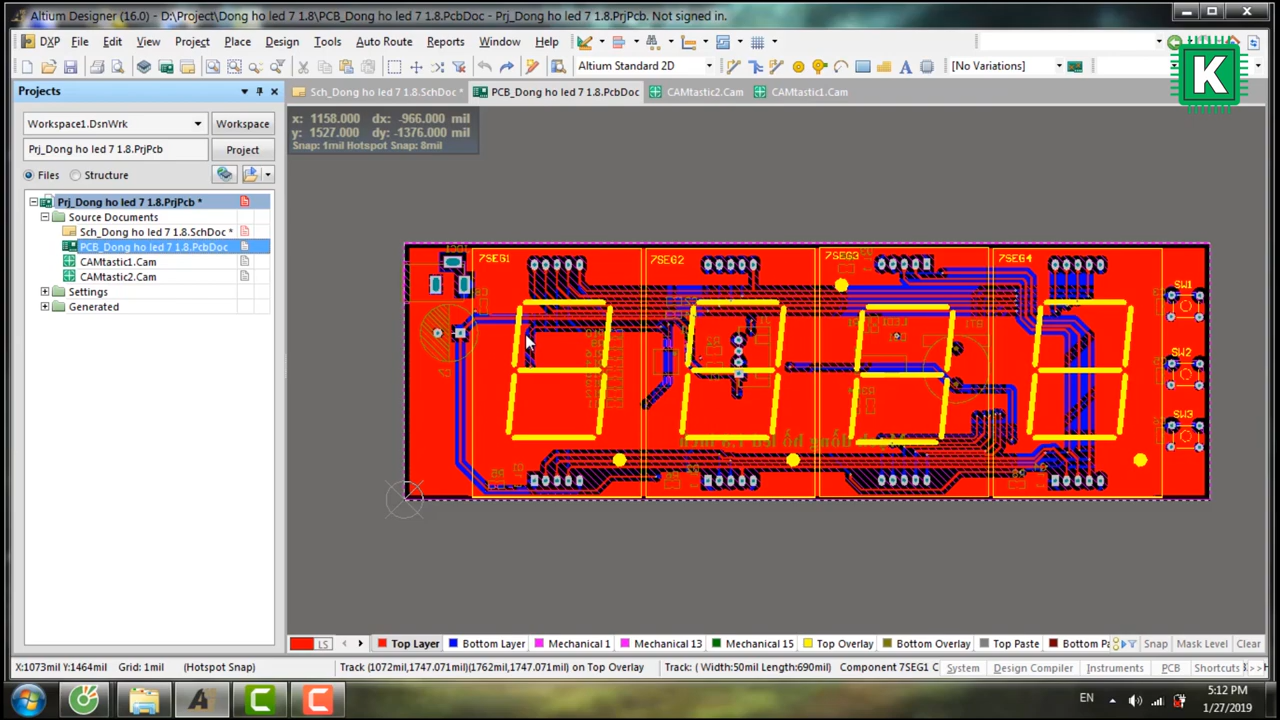 Altium Designer (16.0) - D:\Project\Dong ho led 7 1.8\PCB_Dong ho led 7 1.8.PcbDoc - Prj_Dong ho led 7 1.8.PrjPcb. Not signed in.
DXP File Edit View Project Place Design Tools Auto Route Reports Window Help
Altium Standard 2D [No Variations]
K
Projects
Sch_Dong ho led 7 1.8.SchDoc * PCB_Dong ho led 7 1.8.PcbDoc CAMtastic2.Cam CAMtastic1.Cam
Workspace1.DsnWrk Workspace
Prj_Dong ho led 7 1.8.PrjPcb Project
Files Structure
x: 1158.000 dx: -966.000 mil
y: 1527.000 dy: -1376.000 mil
Snap: 1mil Hotspot Snap: 8mil
Prj_Dong ho led 7 1.8.PrjPcb *
Source Documents
Sch_Dong ho led 7 1.8.SchDoc *
PCB_Dong ho led 7 1.8.PcbDoc
CAMtastic1.Cam
CAMtastic2.Cam
Settings
Generated
7SEG1 7SEG2 7SEG3 7SEG4
SW1
SW2
SW3
LS Top Layer Bottom Layer Mechanical 1 Mechanical 13 Mechanical 15 Top Overlay Bottom Overlay Top Paste Bottom Pa Snap Mask Level Clear
X:1073mil Y:1464mil Grid: 1mil (Hotspot Snap) Track (1072mil,1747.071mil)(1762mil,1747.071mil) on Top Overlay Track: ( Width:50mil Length:690mil) Component 7SEG1 C System Design Compiler Instruments PCB Shortcuts >>
EN
5:12 PM
1/27/2019